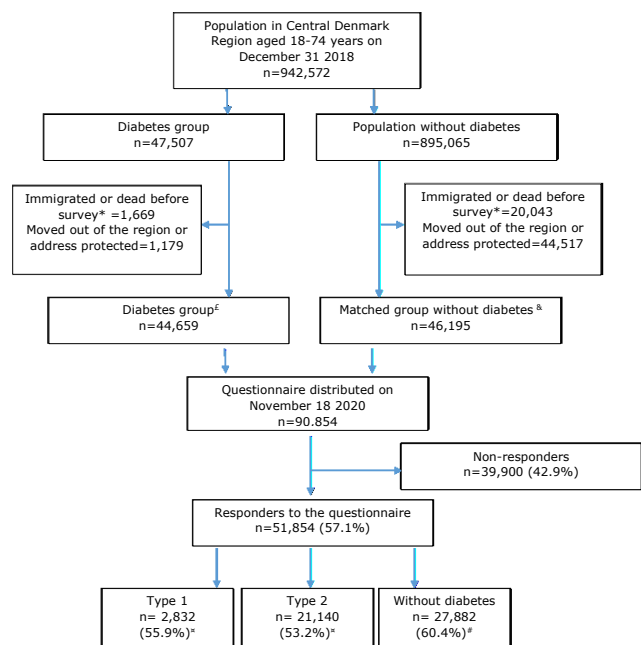 Population in Central Denmark
Region aged 18-74 years on
December 31 2018
n=942,572
Diabetes group
n=47,507
Population without diabetes
n=895,065
Immigrated or dead before
survey* =1,669
Moved out of the region or
address protected=1,179
Immigrated or dead before
survey*=20,043
Moved out of the region or
address protected=44,517
Diabetes group£
n=44,659
Matched group without diabetes &
n=46,195
Questionnaire distributed on
November 18 2020
n=90.854
Non-responders
n=39,900 (42.9%)
Responders to the questionnaire
n=51,854 (57.1%)
Type 1
n= 2,832
(55.9%)¤
Type 2
n= 21,140
(53.2%)¤
Without diabetes
n= 27,882
(60.4%)#